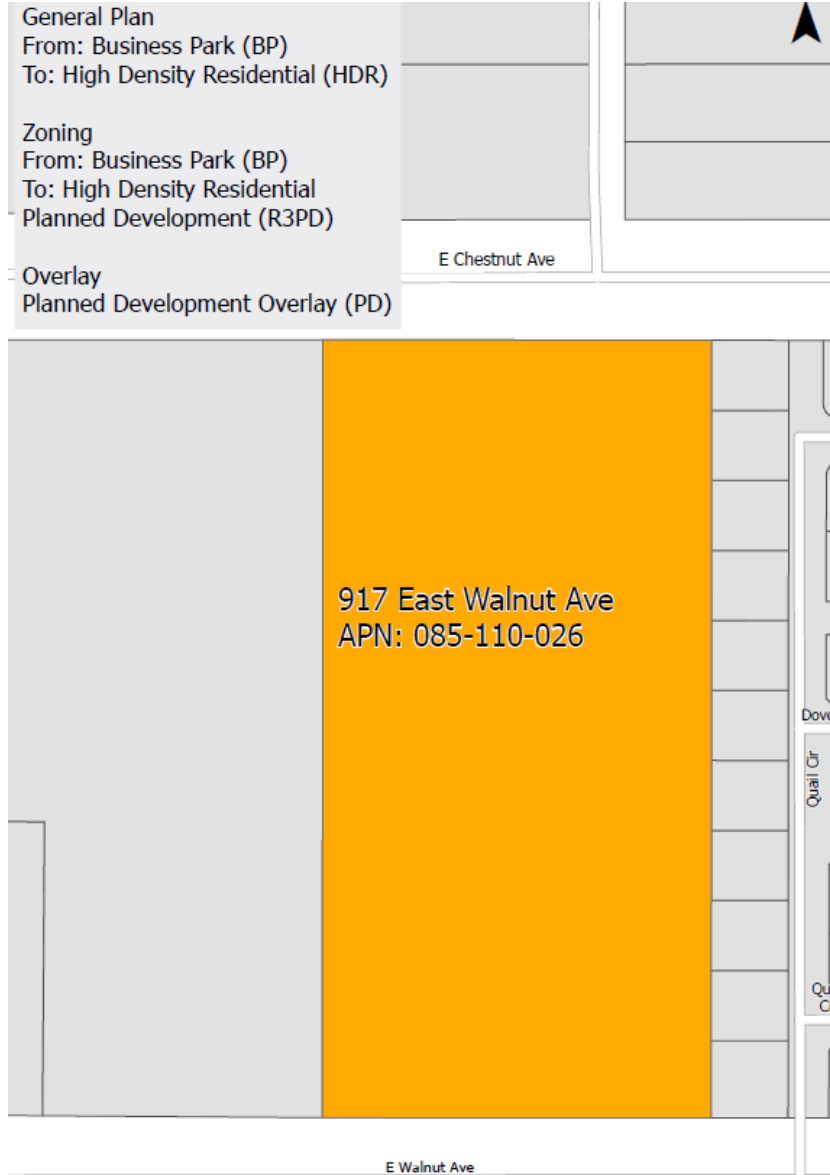 General Plan
From: Business Park (BP)
To: High Density Residential (HDR)
Zoning
From: Business Park (BP)
To: High Density Residential
Planned Development (R3PD)
Overlay
Planned Development Overlay (PD)
E Chestnut Ave
917 East Walnut Ave
APN: 085-110-026
Dove
Quail Cir
Qu
C
E Walnut Ave